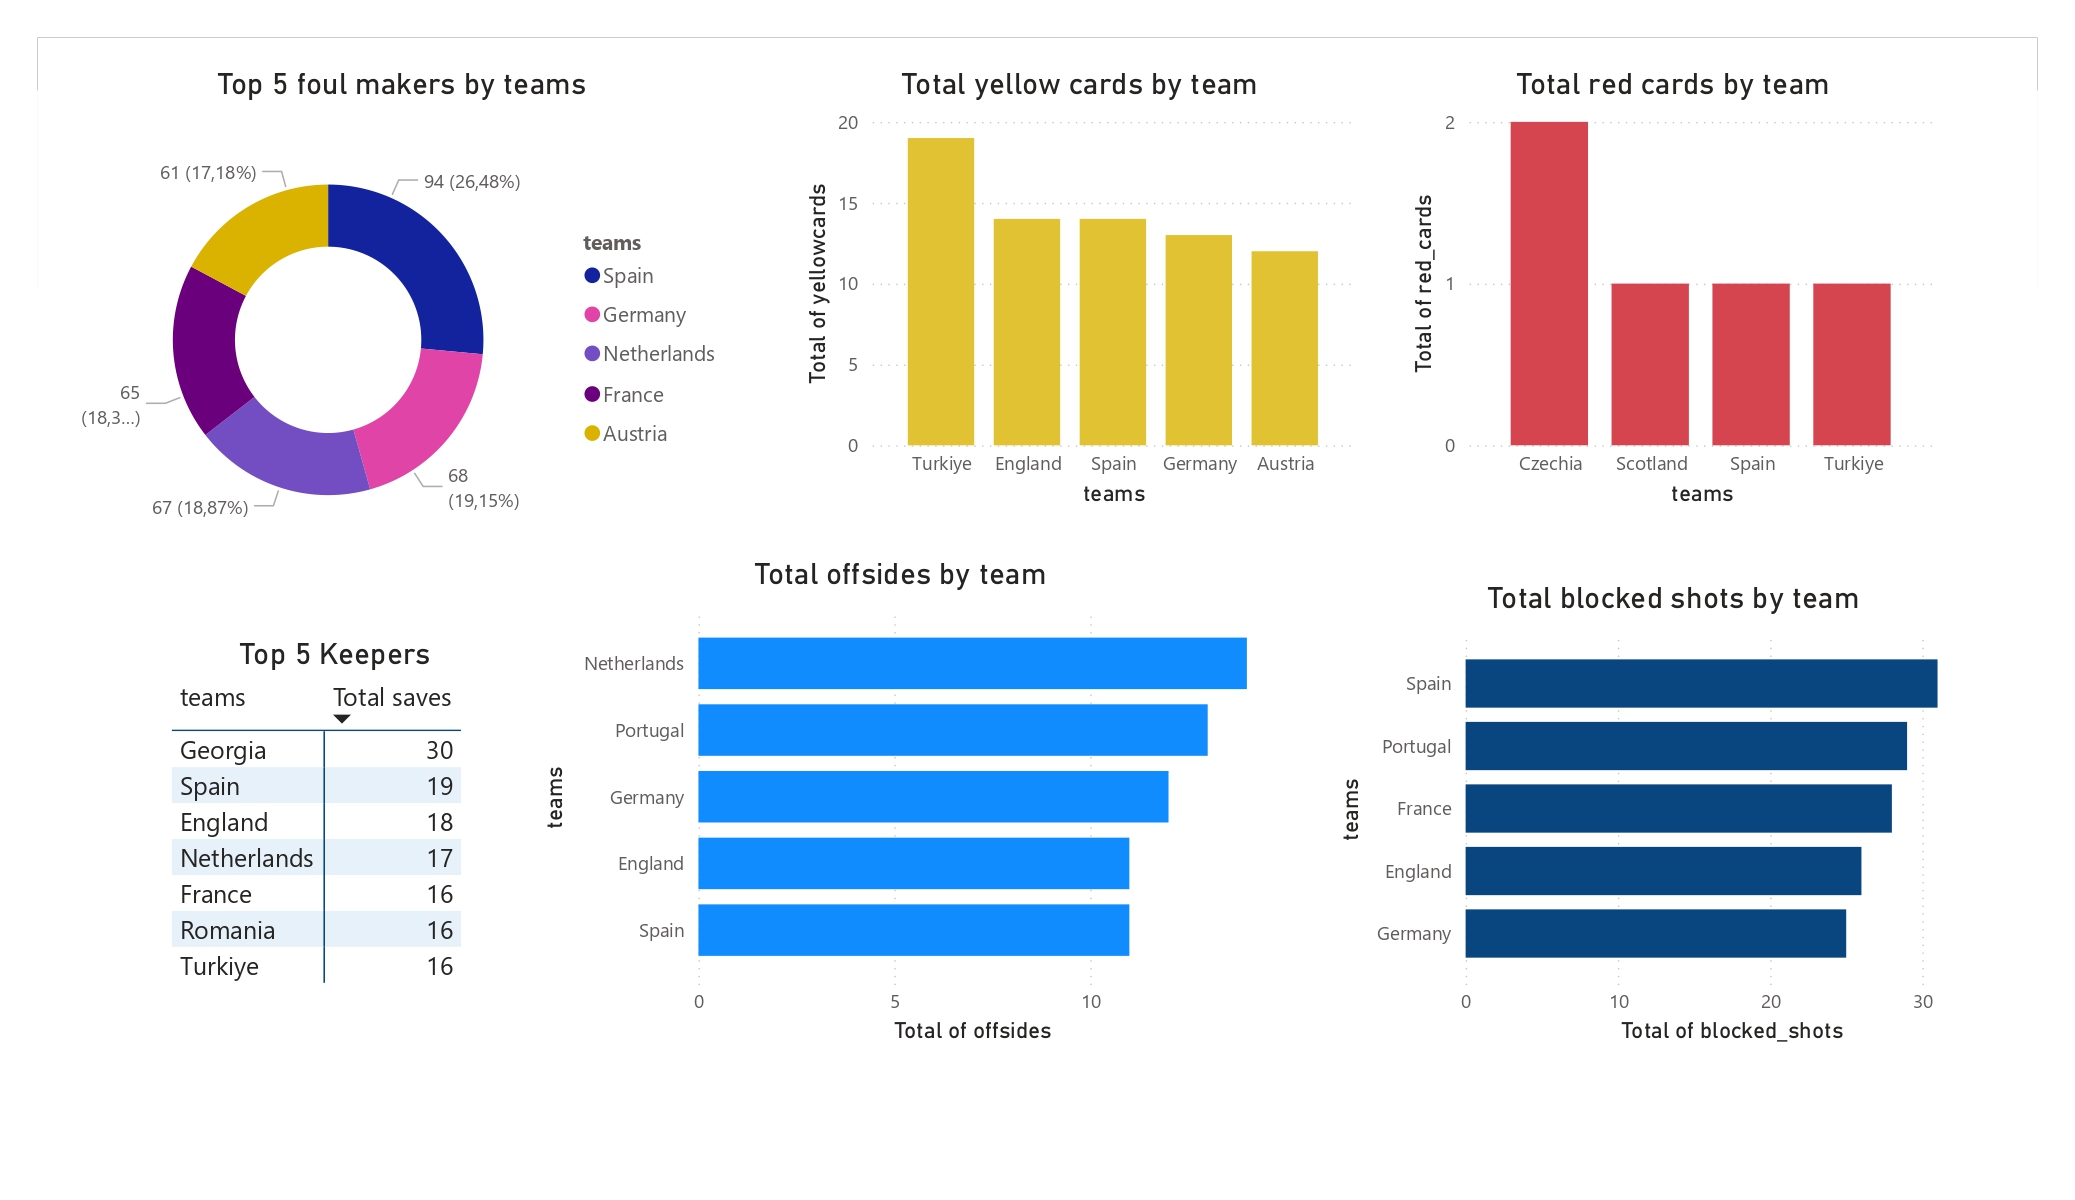 Top 5 foul makers by teams
61 (17,18%)
94 (26,48%)
65
(18,3...)
68
(19,15%)
67 (18,87%)
teams
Spain
Germany
Netherlands
France
Austria
Total yellow cards by team
Total of yellowcards
20
15
10
5
0
Turkiye England Spain Germany Austria
teams
Total red cards by team
Total of red_cards
2
1
0
Czechia Scotland Spain Turkiye
teams
Top 5 Keepers
teams Total saves
Georgia 30
Spain 19
England 18
Netherlands 17
France 16
Romania 16
Turkiye 16
Total offsides by team
teams
Netherlands
Portugal
Germany
England
Spain
0 5 10
Total of offsides
Total blocked shots by team
teams
Spain
Portugal
France
England
Germany
0 10 20 30
Total of blocked_shots